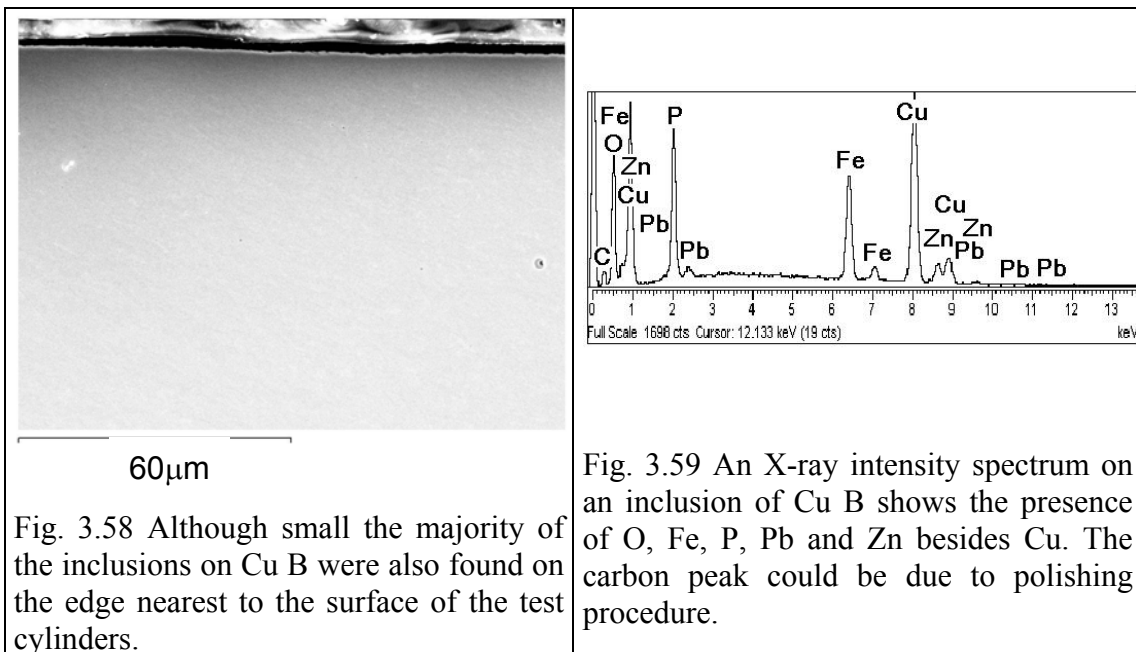 60μm
Fig. 3.58 Although small the majority of
the inclusions on Cu B were also found on
the edge nearest to the surface of the test
cylinders.
Fe
P
Cu
O
Fe
Zn
Cu
Cu
Pb
Zn
Zn
Pb
C
Pb
Fe
Pb
Pb
0 1 2 3 4 5 6 7 8 9 10 11 12 13
Full Scale 1698 cts Cursor: 12.133 keV (19 cts)
keV
Fig. 3.59 An X-ray intensity spectrum on
an inclusion of Cu B shows the presence
of O, Fe, P, Pb and Zn besides Cu. The
carbon peak could be due to polishing
procedure.